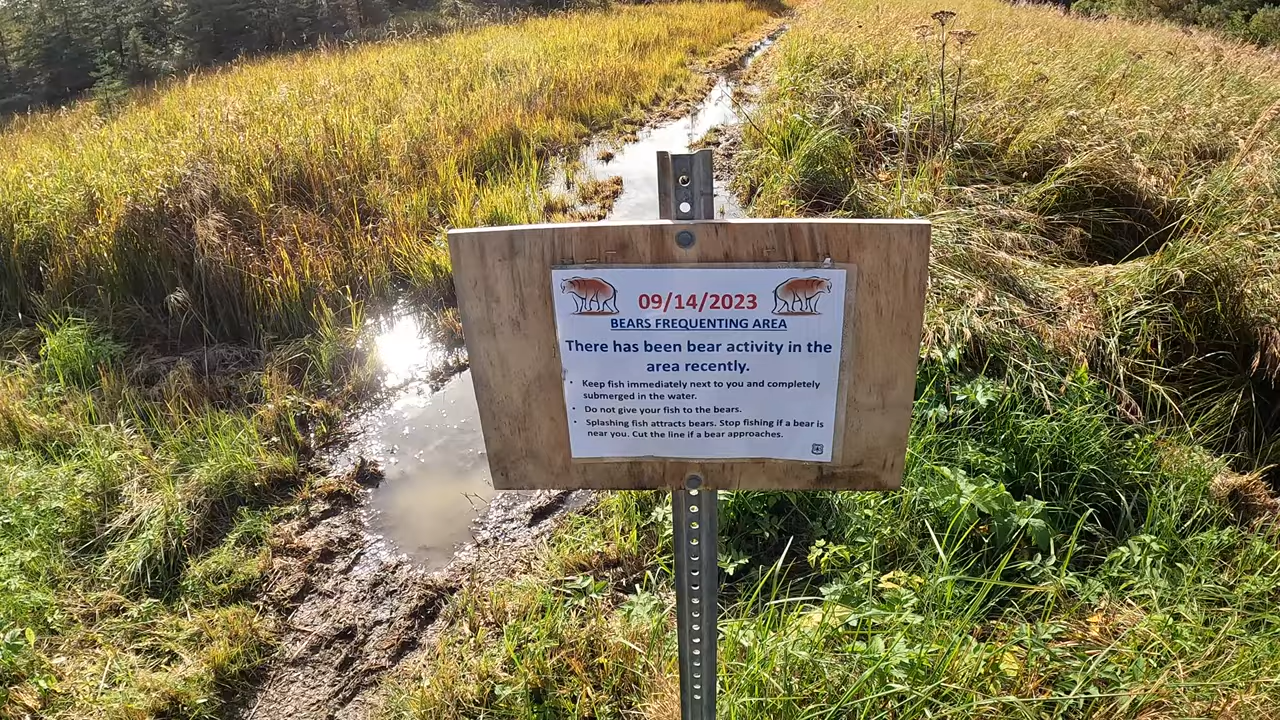 09/14/2023
BEARS FREQUENTING AREA
There has been bear activity in the
area recently.
• Keep fish immediately next to you and completely
submerged in the water.
• Do not give your fish to the bears.
• Splashing fish attracts bears. Stop fishing if a bear is
near you. Cut the line if a bear approaches.